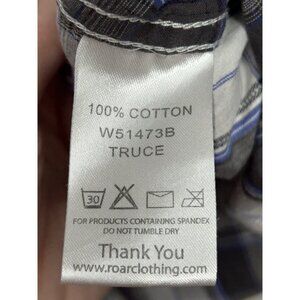 100% COTTON
W51473B
TRUCE
30
FOR PRODUCTS CONTAINING SPANDEX
DO NOT TUMBLE DRY
Thank You
www.roarclothing.com